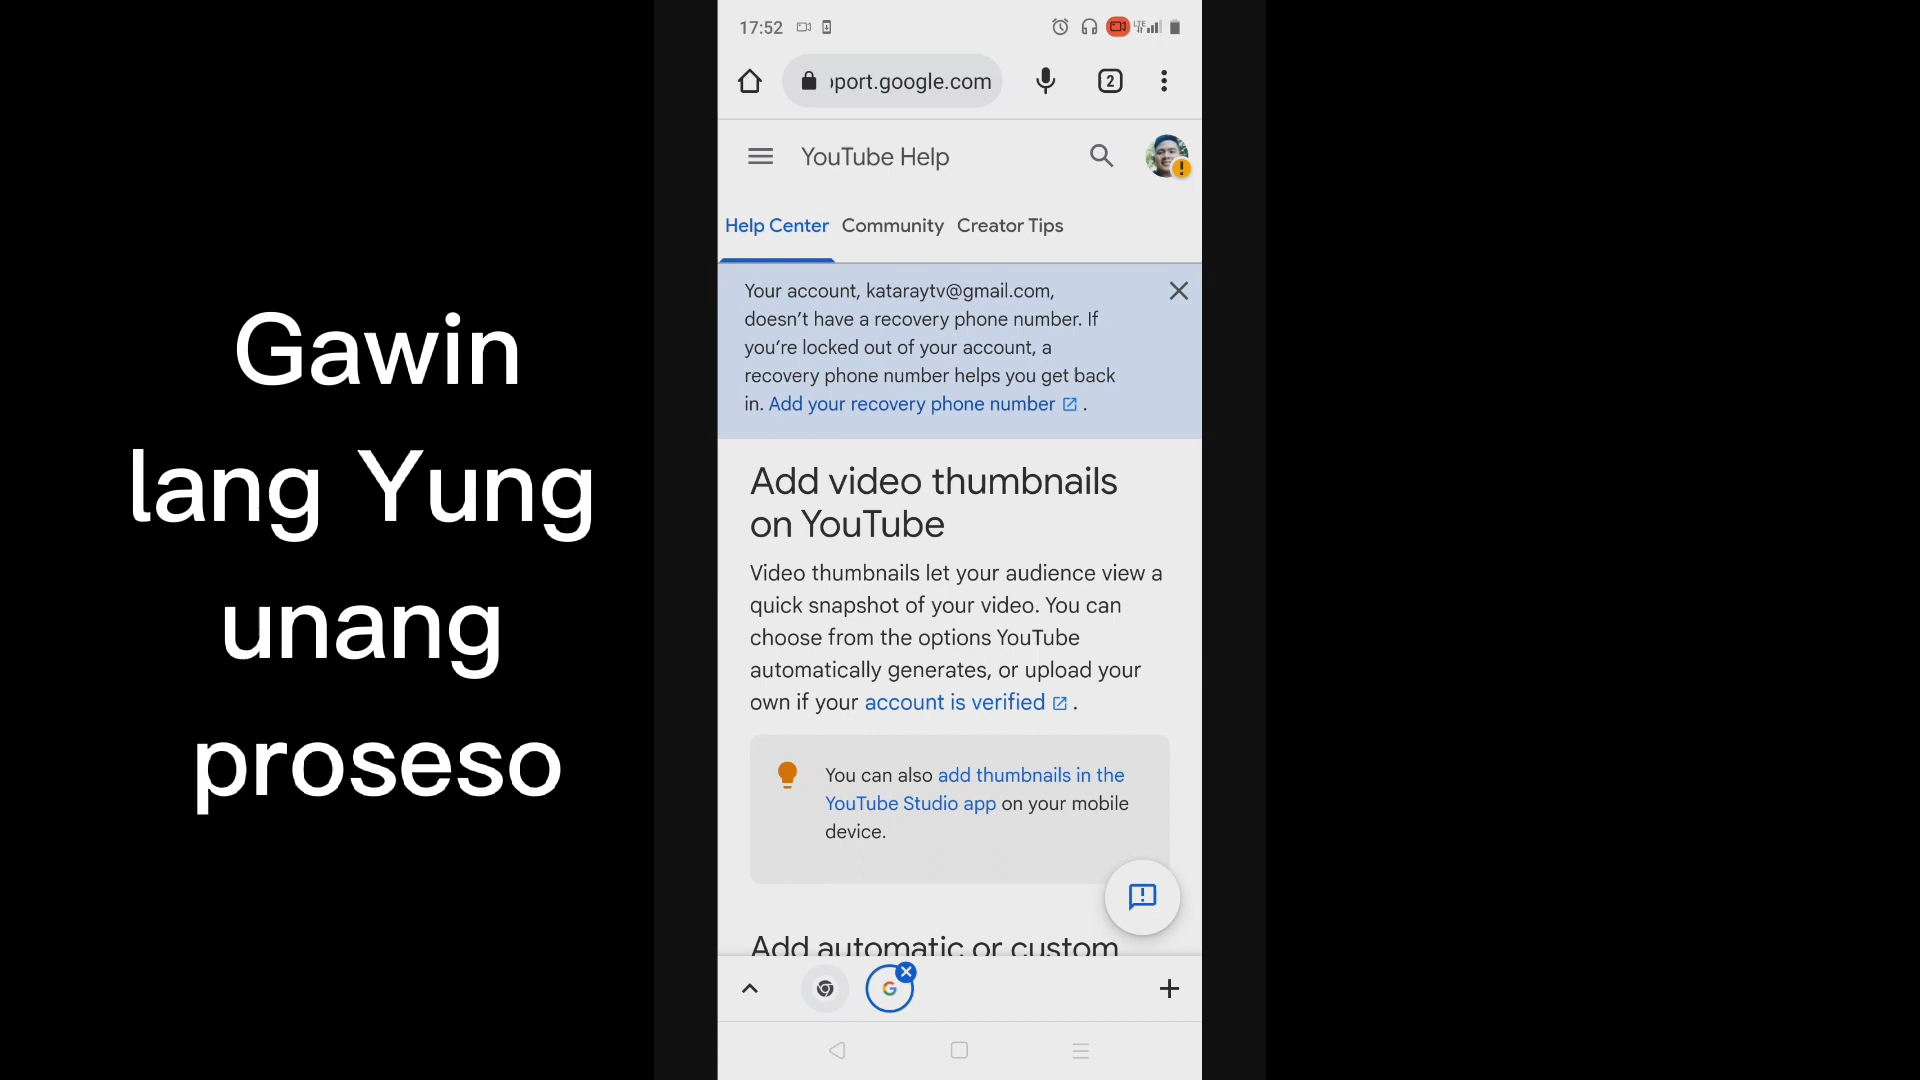 Gawin
lang Yung
unang
proseso
17:52
LTE
port.google.com
2
YouTube Help
Help Center Community Creator Tips
Your account, kataraytv@gmail.com,
doesn’t have a recovery phone number. If
you’re locked out of your account, a
recovery phone number helps you get back
in. Add your recovery phone number .
Add video thumbnails
on YouTube
Video thumbnails let your audience view a
quick snapshot of your video. You can
choose from the options YouTube
automatically generates, or upload your
own if your account is verified .
You can also add thumbnails in the
YouTube Studio app on your mobile
device.
Add automatic or custom